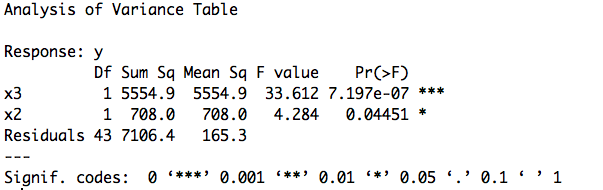 Analysis of Variance Table

Response: y
          Df Sum Sq Mean Sq F value    Pr(>F)
x3         1 5554.9  5554.9  33.612 7.197e-07 ***
x2         1  708.0   708.0   4.284   0.04451 *
Residuals 43 7106.4   165.3
---
Signif. codes:  0 ‘***’ 0.001 ‘**’ 0.01 ‘*’ 0.05 ‘.’ 0.1 ‘ ’ 1